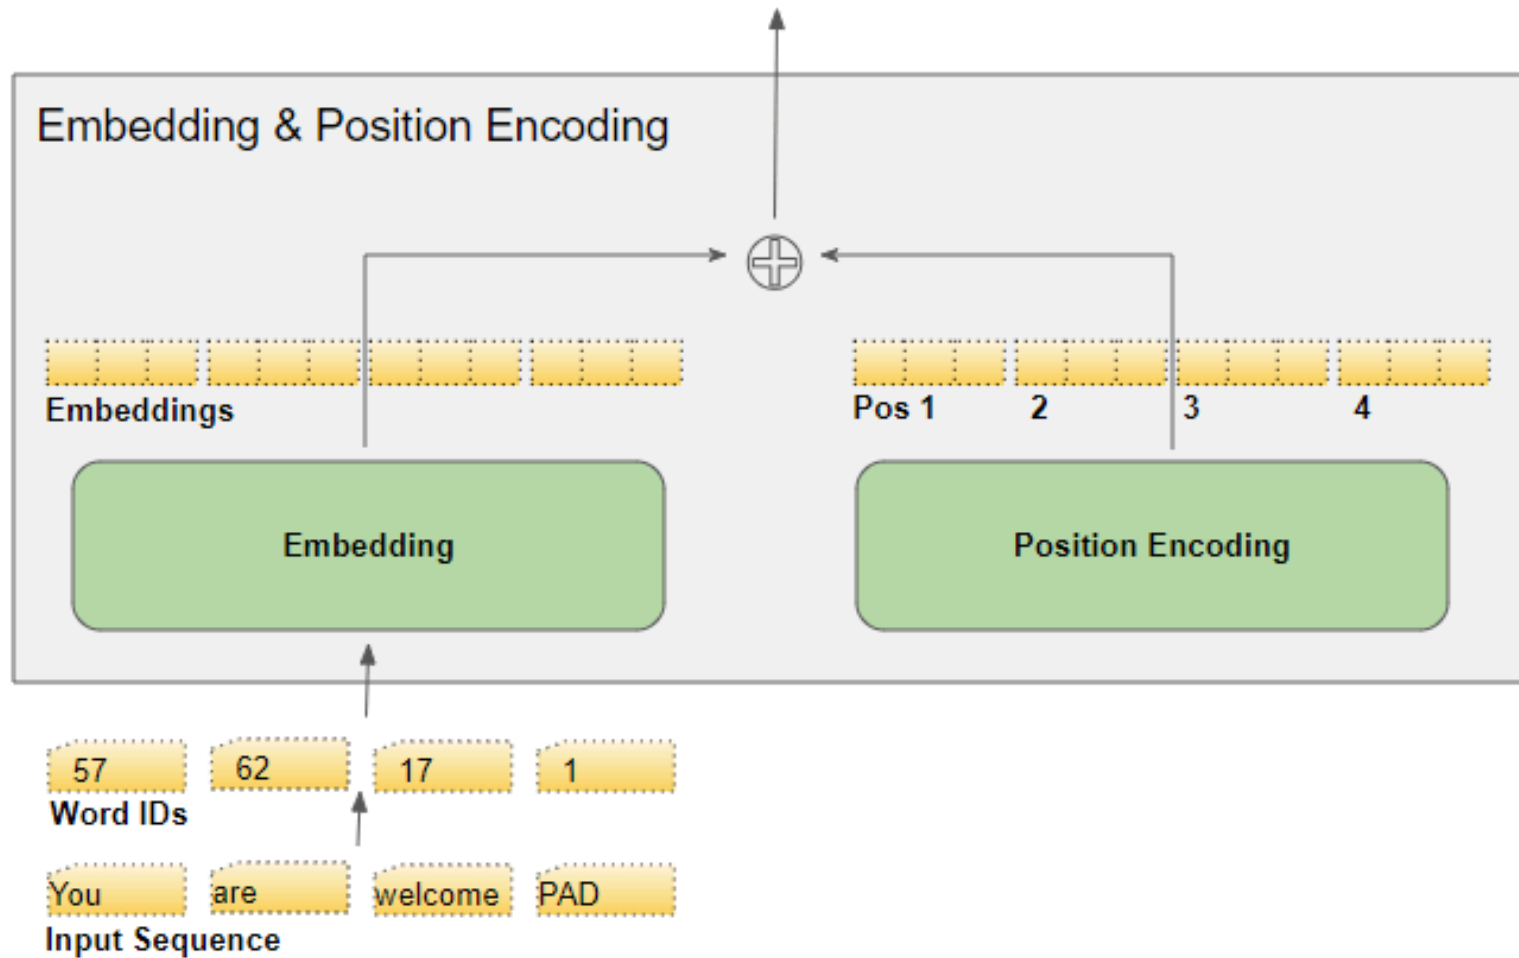 Embedding & Position Encoding
Embeddings
Pos 1 2 3 4
Embedding
Position Encoding
57 62 17 1
Word IDs
You are welcome PAD
Input Sequence